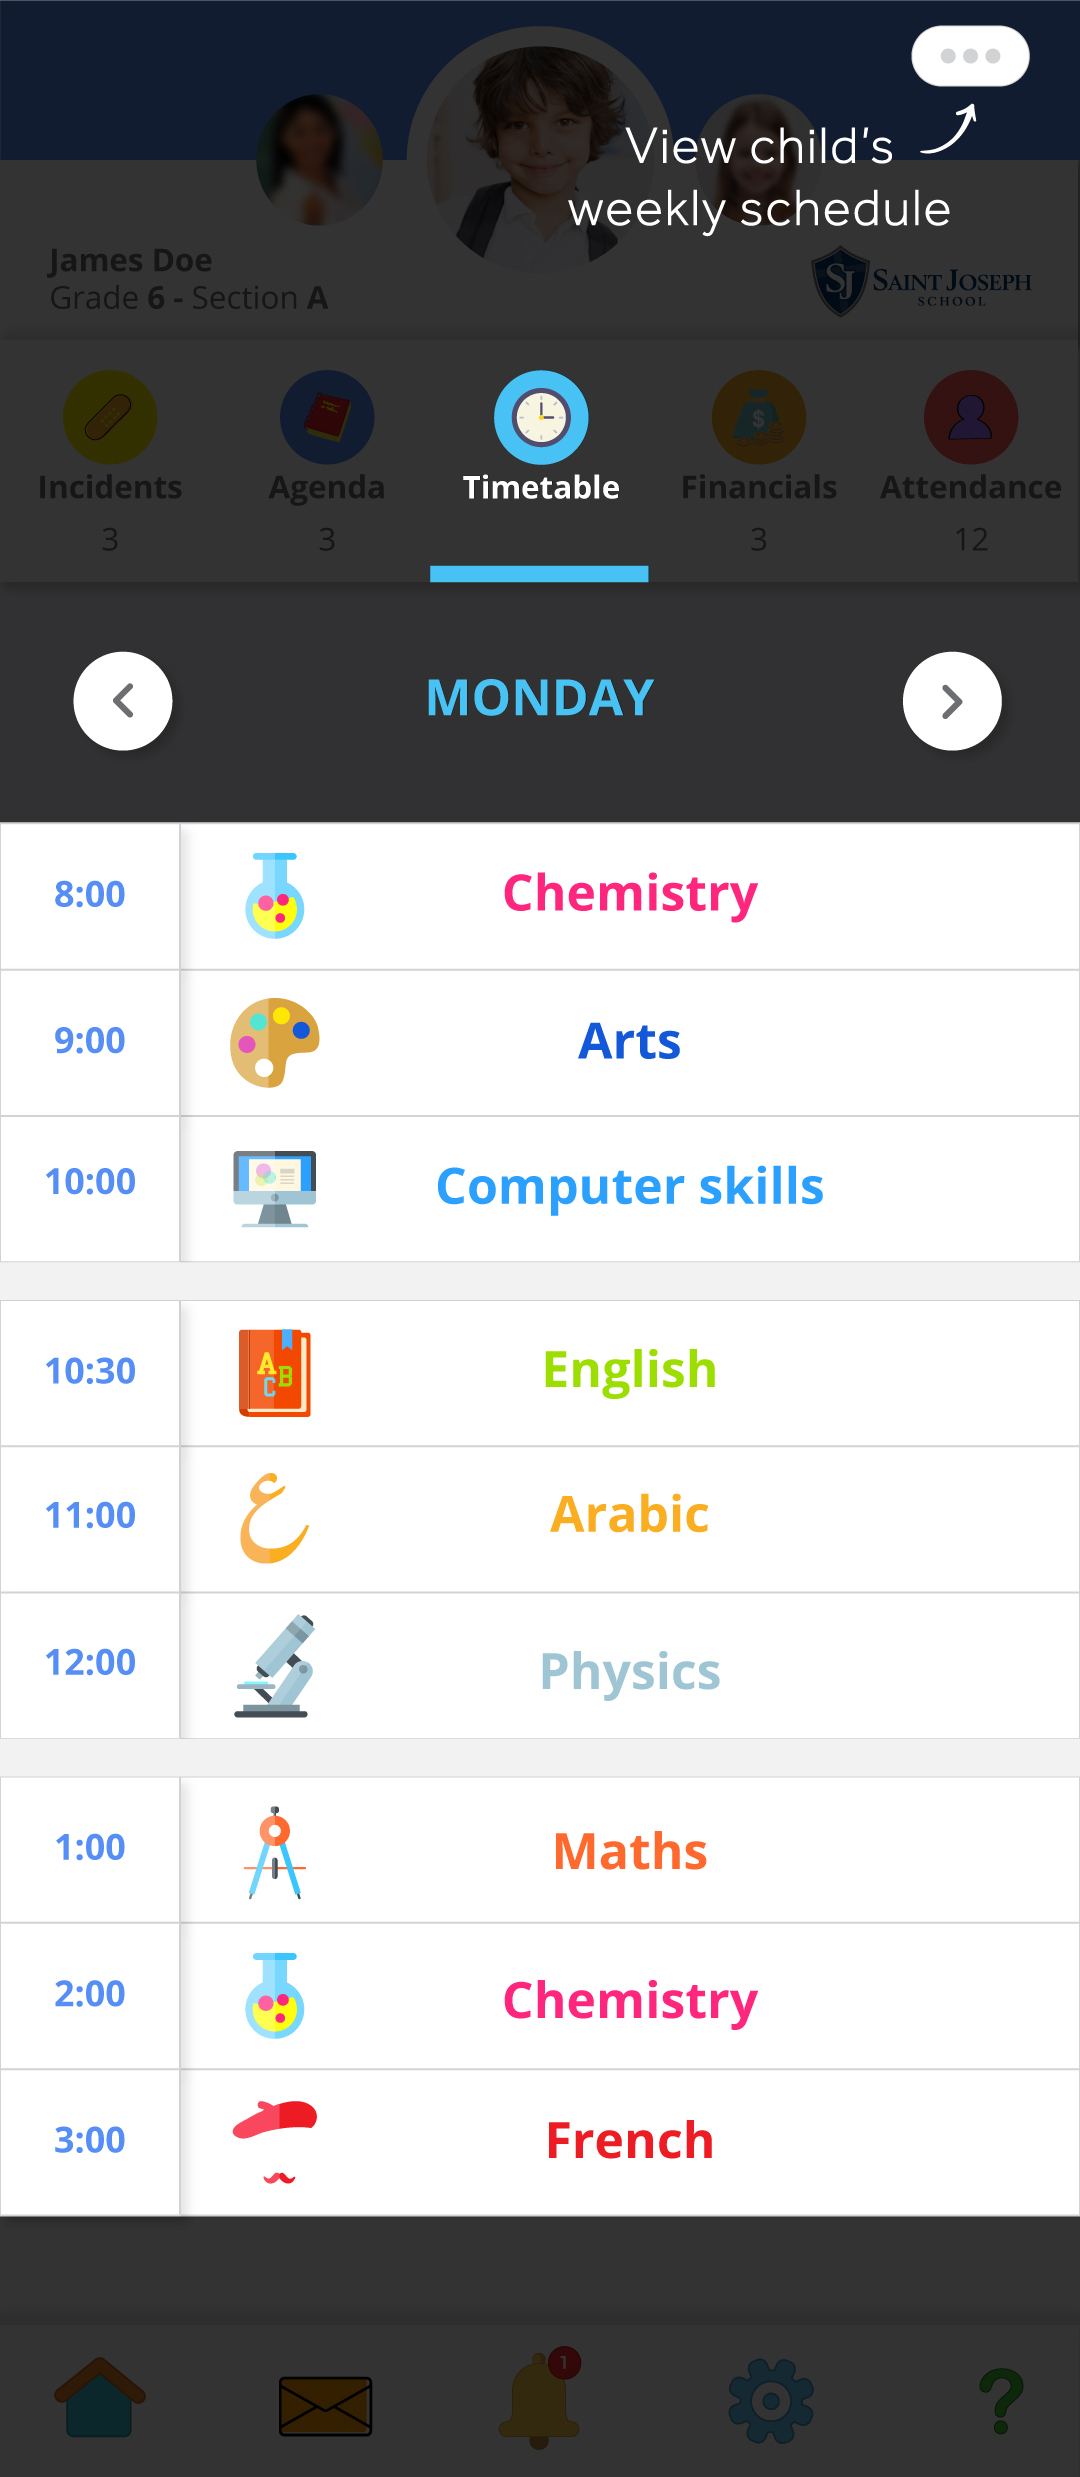 View child's
weekly schedule
James Doe
Grade 6 - Section A
SJ SAINT JOSEPH
SCHOOL
Incidents Agenda Timetable Financials Attendance
3 3 3 12
MONDAY
8:00 Chemistry
9:00 Arts
10:00 Computer skills
10:30 English
A B C
11:00 Arabic
ع
12:00 Physics
1:00 Maths
2:00 Chemistry
3:00 French
1
?